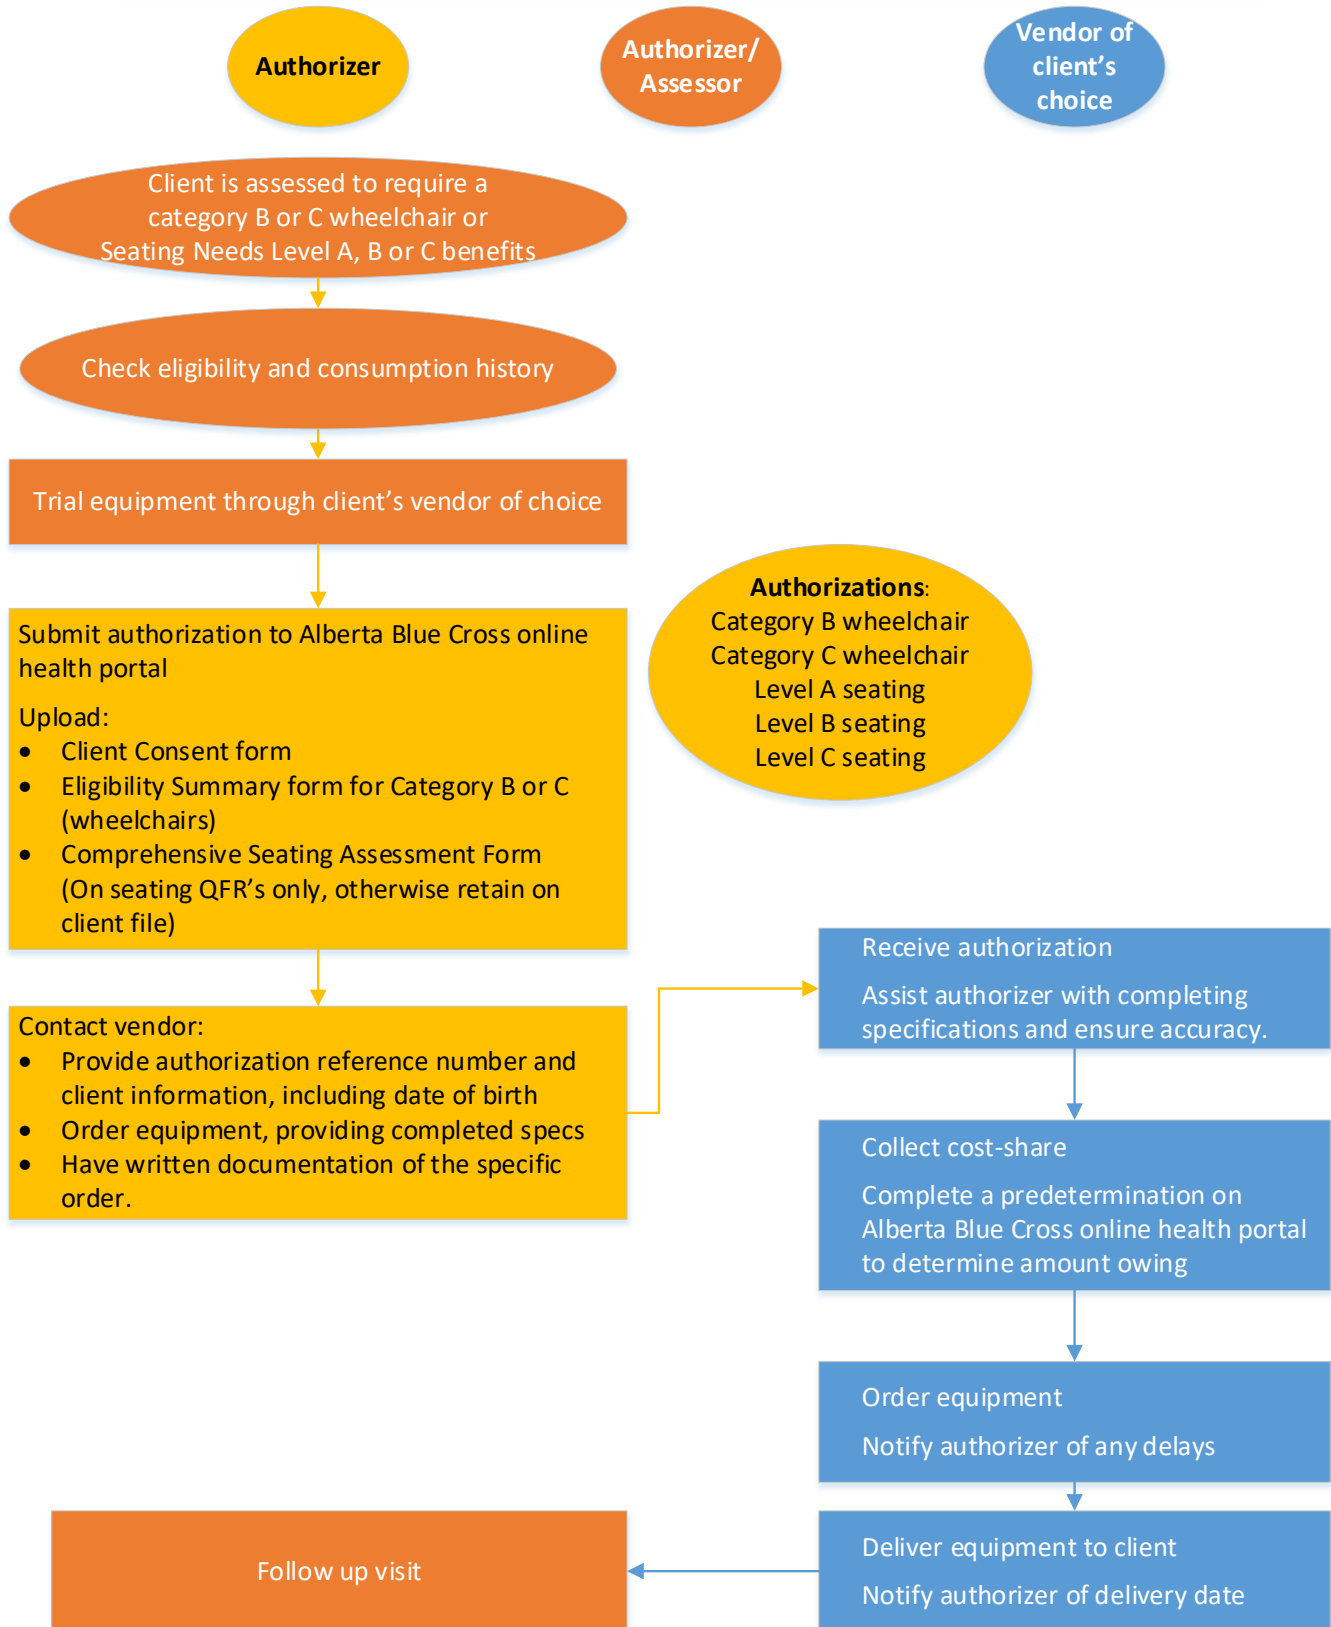 Authorizer
Authorizer/
Assessor
Vendor of
client's
choice
Client is assessed to require a
category B or C wheelchair or
Seating Needs Level A, B or C benefits
Check eligibility and consumption history
Trial equipment through client's vendor of choice
Submit authorization to Alberta Blue Cross online
health portal
Upload:
• Client Consent form
• Eligibility Summary form for Category B or C
(wheelchairs)
• Comprehensive Seating Assessment Form
(On seating QFR's only, otherwise retain on
client file)
Authorizations:
Category B wheelchair
Category C wheelchair
Level A seating
Level B seating
Level C seating
Contact vendor:
• Provide authorization reference number and
client information, including date of birth
• Order equipment, providing completed specs
• Have written documentation of the specific
order.
Receive authorization
Assist authorizer with completing
specifications and ensure accuracy.
Collect cost-share
Complete a predetermination on
Alberta Blue Cross online health portal
to determine amount owing
Order equipment
Notify authorizer of any delays
Deliver equipment to client
Notify authorizer of delivery date
Follow up visit